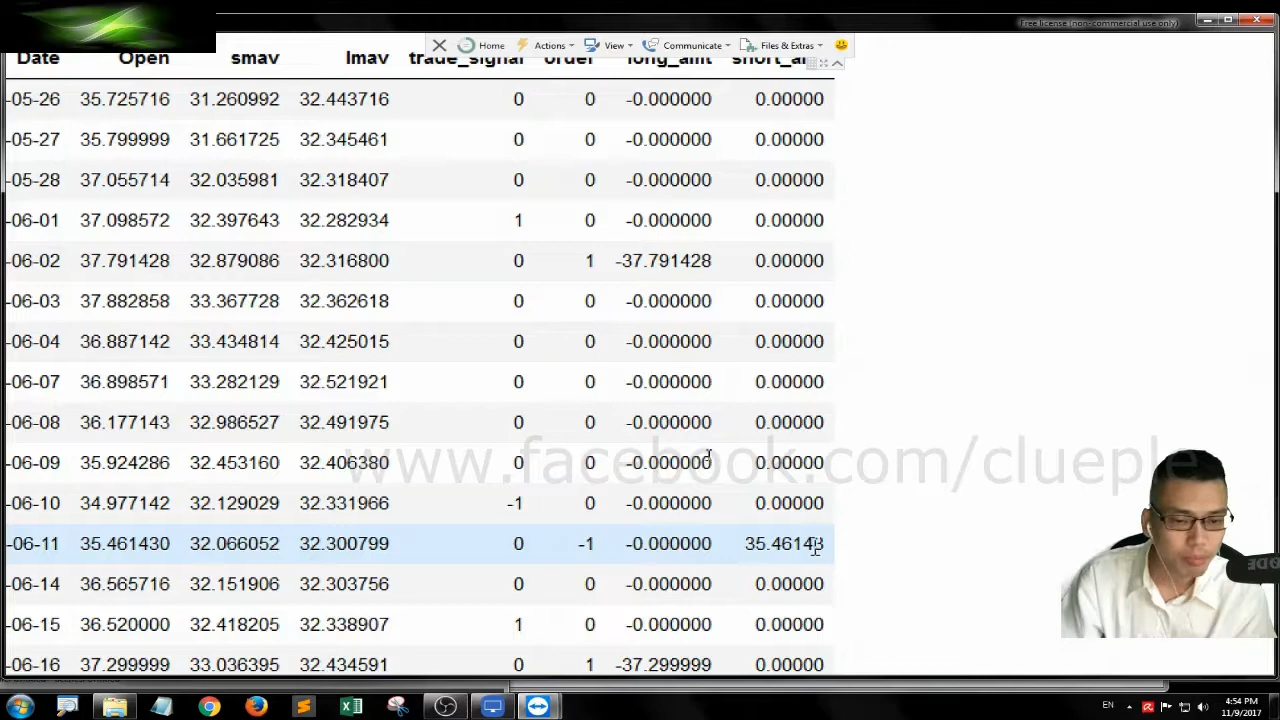 Free license (non-commercial use only)
Home Actions View Communicate Files & Extras
Date Open smav lmav trade_signal order long_amt
-05-26 35.725716 31.260992 32.443716 0 0 -0.000000 0.00000
-05-27 35.799999 31.661725 32.345461 0 0 -0.000000 0.00000
-05-28 37.055714 32.035981 32.318407 0 0 -0.000000 0.00000
-06-01 37.098572 32.397643 32.282934 1 0 -0.000000 0.00000
-06-02 37.791428 32.879086 32.316800 0 1 -37.791428 0.00000
-06-03 37.882858 33.367728 32.362618 0 0 -0.000000 0.00000
-06-04 36.887142 33.434814 32.425015 0 0 -0.000000 0.00000
-06-07 36.898571 33.282129 32.521921 0 0 -0.000000 0.00000
-06-08 36.177143 32.986527 32.491975 0 0 -0.000000 0.00000
www.facebook.com/clueple
-06-09 35.924286 32.453160 32.406380 0 0 -0.000000 0.00000
-06-10 34.977142 32.129029 32.331966 -1 0 -0.000000 0.00000
-06-11 35.461430 32.066052 32.300799 0 -1 -0.000000 35.46143
-06-14 36.565716 32.151906 32.303756 0 0 -0.000000 0.00000
-06-15 36.520000 32.418205 32.338907 1 0 -0.000000 0.00000
-06-16 37.299999 33.036395 32.434591 0 1 -37.299999 0.00000
EN
4:54 PM
11/9/2017